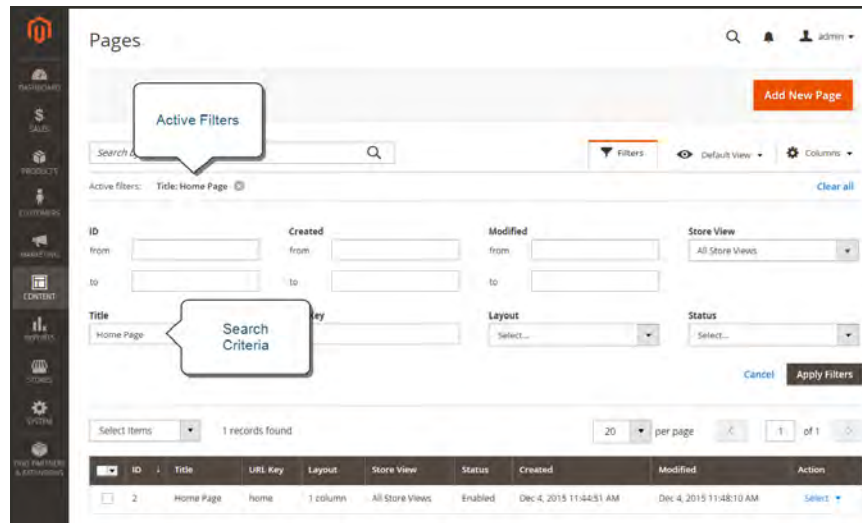 Pages
admin
DASHBOARD
Add New Page
SALES
Active Filters
Search b
Filters
Default View
Columns
PRODUCTS
Active filters: Title: Home Page
Clear all
CUSTOMERS
ID Created Modified Store View
from from from All Store Views
MARKETING
to to to
CONTENT
Title Key Layout Status
Home Page Select... Select...
Search
Criteria
REPORTS
STORES
Cancel Apply Filters
SYSTEM
Select Items 1 records found 20 per page 1 of 1
FIND PARTNERS
& EXTENSIONS
ID Title URL Key Layout Store View Status Created Modified Action
2 Home Page home 1 column All Store Views Enabled Dec 4, 2015 11:44:51 AM Dec 4, 2015 11:48:10 AM Select